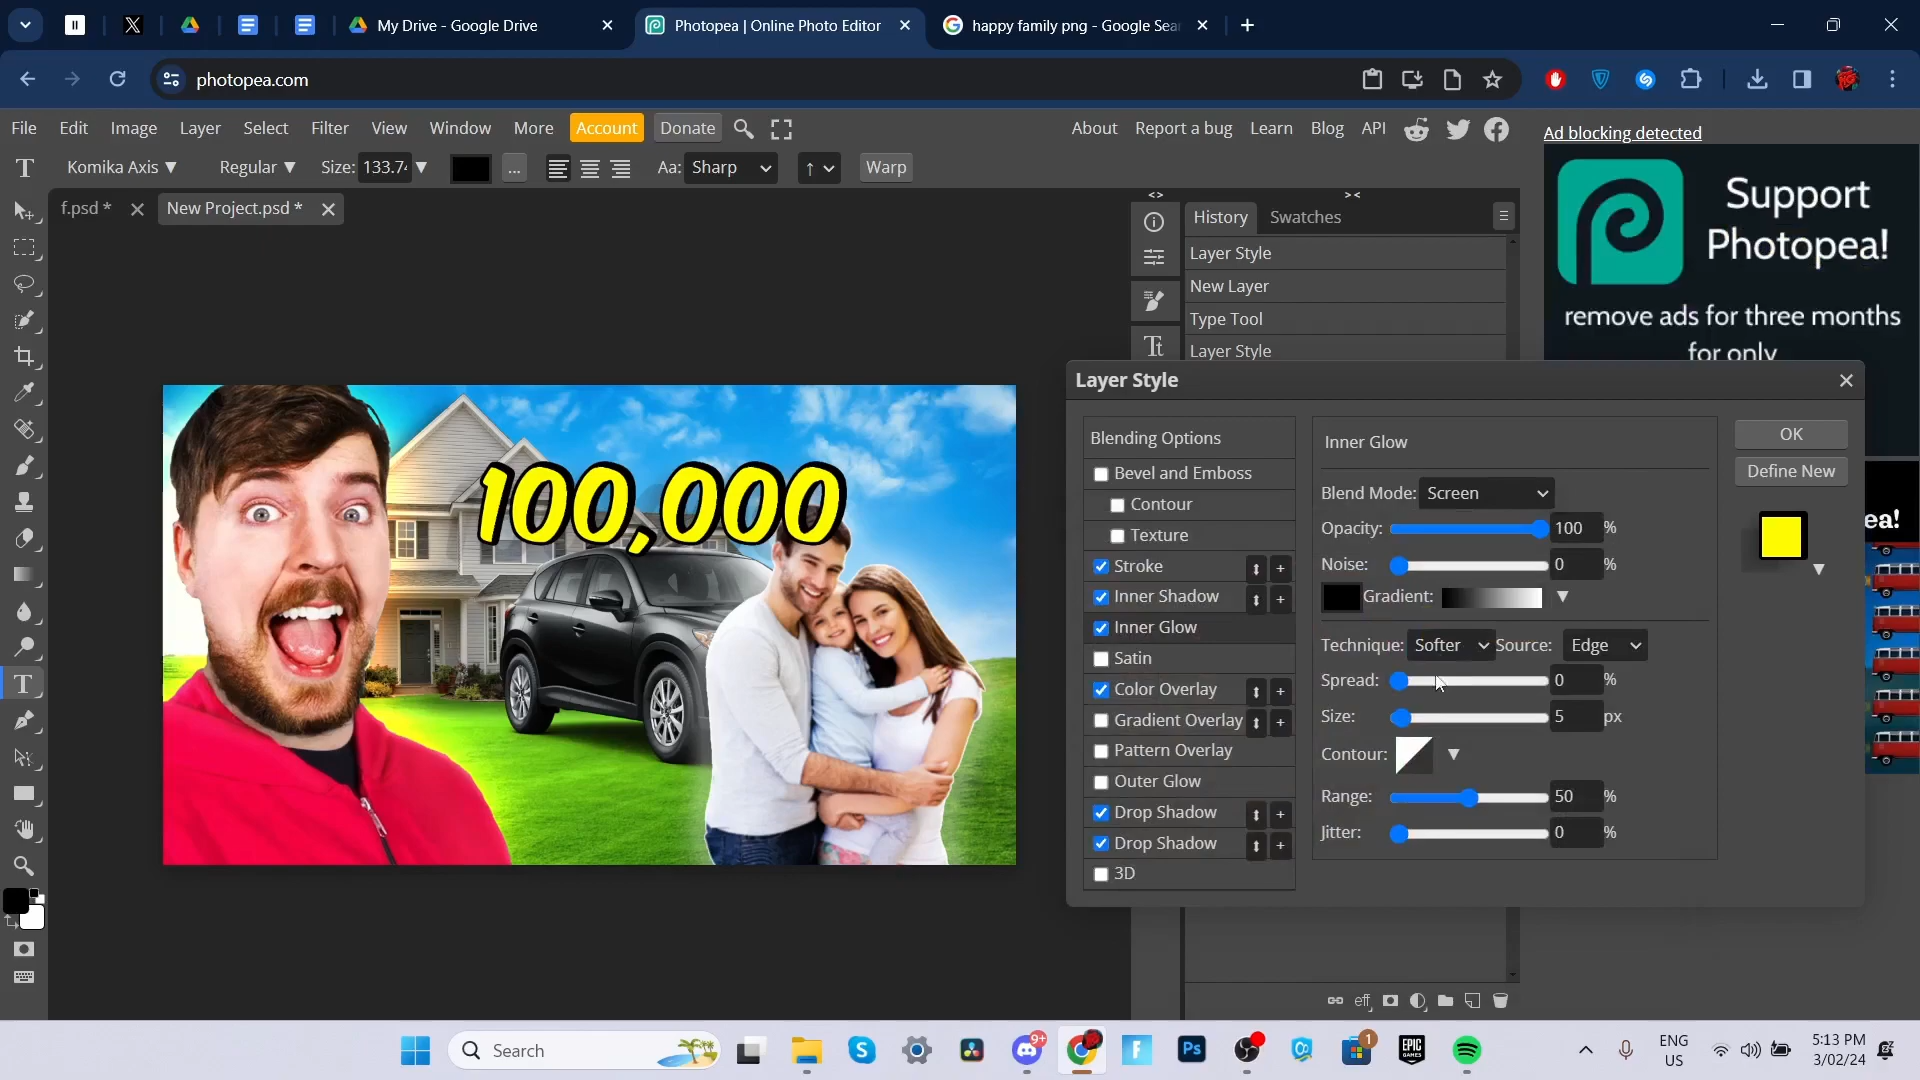 My Drive - Google Drive
Photopea | Online Photo Editor
happy family png - Google Sea
photopea.com
File Edit Image Layer Select Filter View Window More Account Donate
About Report a bug Learn Blog API
Ad blocking detected
T Komika Axis Regular Size: 133.7 ... Aa: Sharp Warp
f.psd *
New Project.psd *
History Swatches
Layer Style
New Layer
Type Tool
Layer Style
Support
Photopea!
remove ads for three months
for only
ea!
Layer Style
Blending Options
Bevel and Emboss
Contour
Texture
Stroke
Inner Shadow
Inner Glow
Satin
Color Overlay
Gradient Overlay
Pattern Overlay
Outer Glow
Drop Shadow
Drop Shadow
3D
Inner Glow
Blend Mode: Screen
Opacity: 100 %
Noise: 0 %
Gradient:
Technique: Softer Source: Edge
Spread: 0 %
Size: 5 px
Contour:
Range: 50 %
Jitter: 0 %
OK
Define New
100,000
eff
Search
9+
Ps
1
EPIC
GAMES
ENG
US
5:13 PM
3/02/24